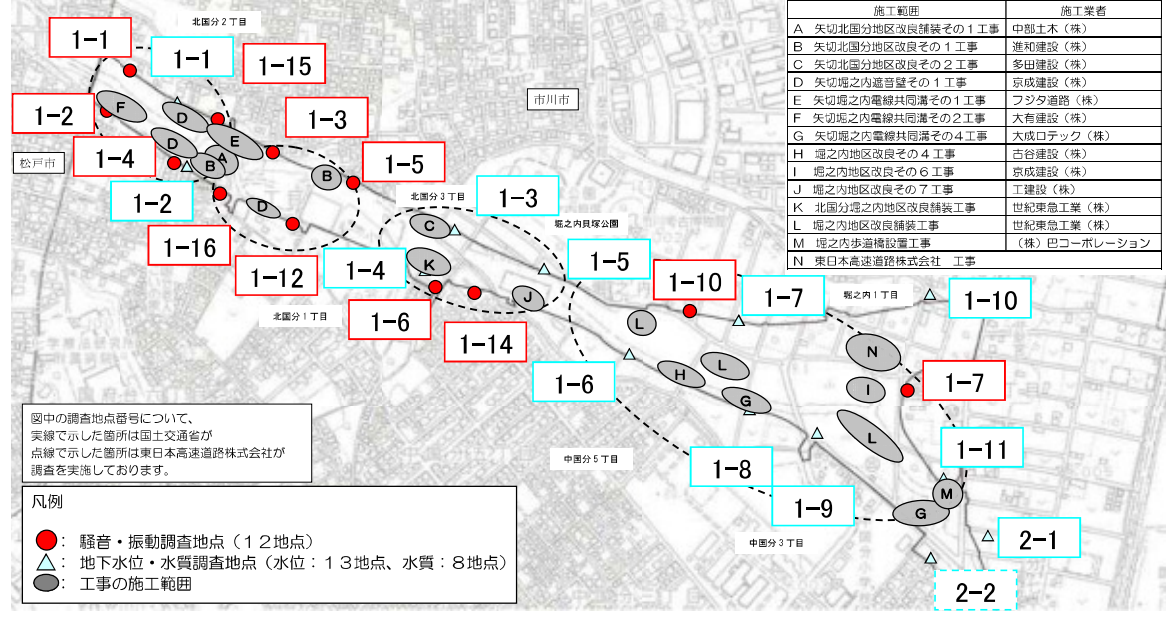 施工範囲 施工業者
A 矢切北国分地区改良舗装その1工事 中部土木（株）
B 矢切北国分地区改良その1工事 進和建設（株）
C 矢切北国分地区改良その2工事 多田建設（株）
D 矢切堀之内遮音壁その1工事 京成建設（株）
E 矢切堀之内電線共同溝その1工事 フジタ道路（株）
F 矢切堀之内電線共同溝その2工事 大有建設（株）
G 矢切堀之内電線共同溝その4工事 大成ロテック（株）
H 堀之内地区改良その4工事 古谷建設（株）
I 堀之内地区改良その6工事 京成建設（株）
J 堀之内地区改良その7工事 工建設（株）
K 北国分堀之内地区改良舗装工事 世紀東急工業（株）
L 堀之内地区改良舗装工事 世紀東急工業（株）
M 堀之内歩道橋設置工事 （株）巴コーポレーション
N 東日本高速道路株式会社 工事
北国分2丁目
1-1
1-1
1-15
市川市
F
D
1-2
1-3
E
D
A
B
松戸市
1-4
1-5
B
1-2
D
北国分3丁目
1-3
堀之内貝塚公園
C
1-16
1-12
1-4
K
1-5
1-10
1-7
堀之内1丁目
1-10
J
北国分1丁目
1-6
L
1-14
N
L
H
1-6
I
1-7
G
図中の調査地点番号について、
実線で示した箇所は国土交通省が
点線で示した箇所は東日本高速道路株式会社が
調査を実施しております。
L
中国分5丁目
1-8
1-11
1-9
M
G
中国分3丁目
2-1
2-2
凡例
：騒音・振動調査地点（12地点）
：地下水位・水質調査地点（水位：13地点、水質：8地点）
：工事の施工範囲